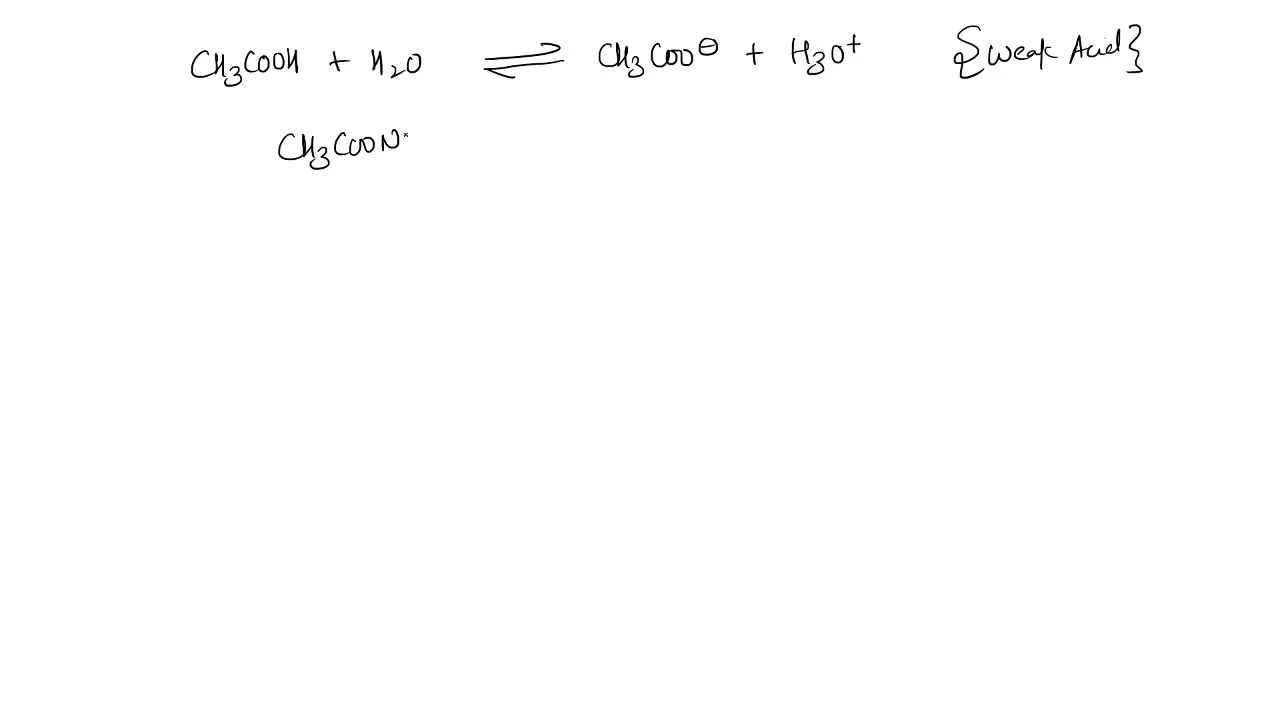 CH₃COOH + H₂O ⇌ CH₃COO⊖ + H₃O⁺ {Weak Acid}
CH₃COON